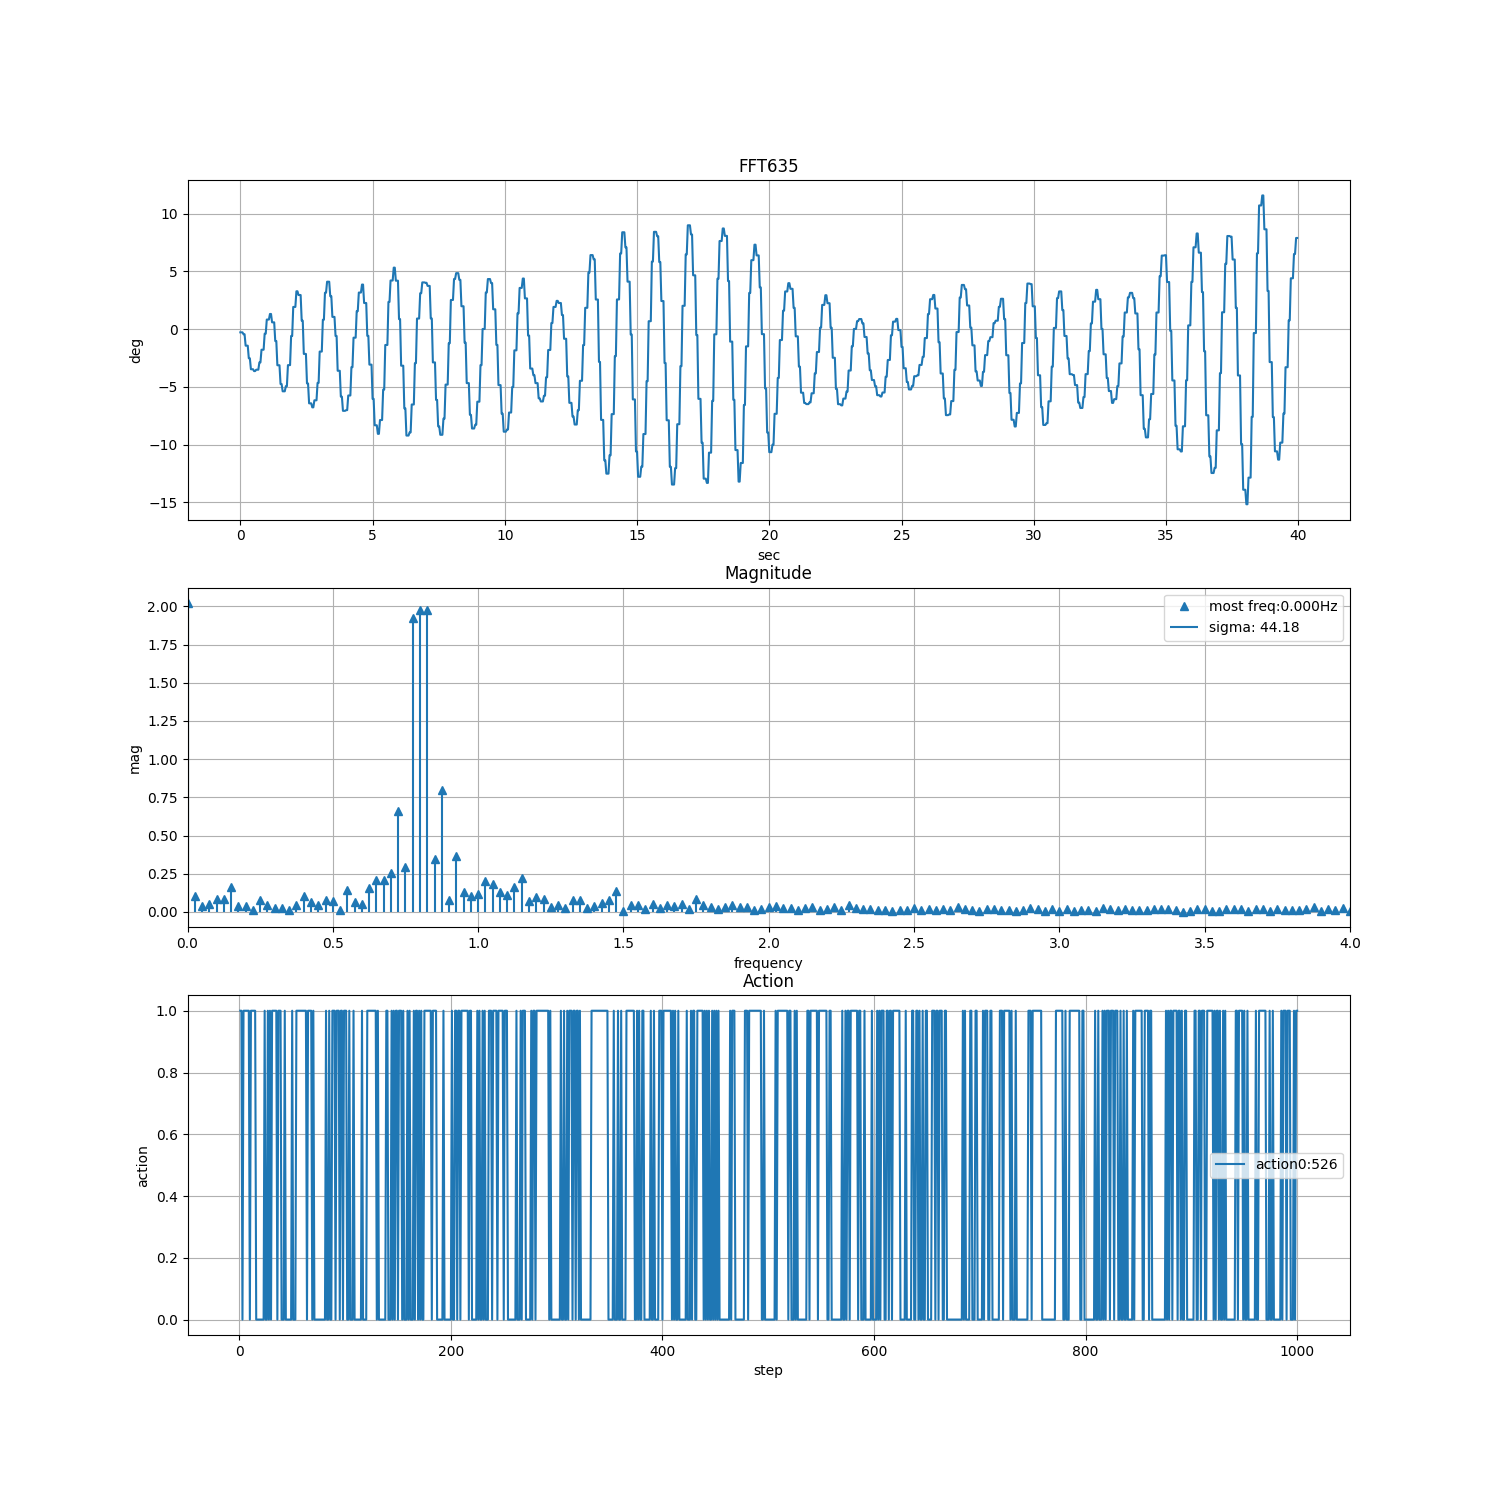 FFT635
10
5
0
−5
−10
−15
deg
0 5 10 15 20 25 30 35 40
sec
Magnitude
2.00
1.75
1.50
1.25
1.00
0.75
0.50
0.25
0.00
mag
most freq:0.000Hz
sigma: 44.18
0.0 0.5 1.0 1.5 2.0 2.5 3.0 3.5 4.0
frequency
Action
1.0
0.8
0.6
0.4
0.2
0.0
action
action0:526
0 200 400 600 800 1000
step